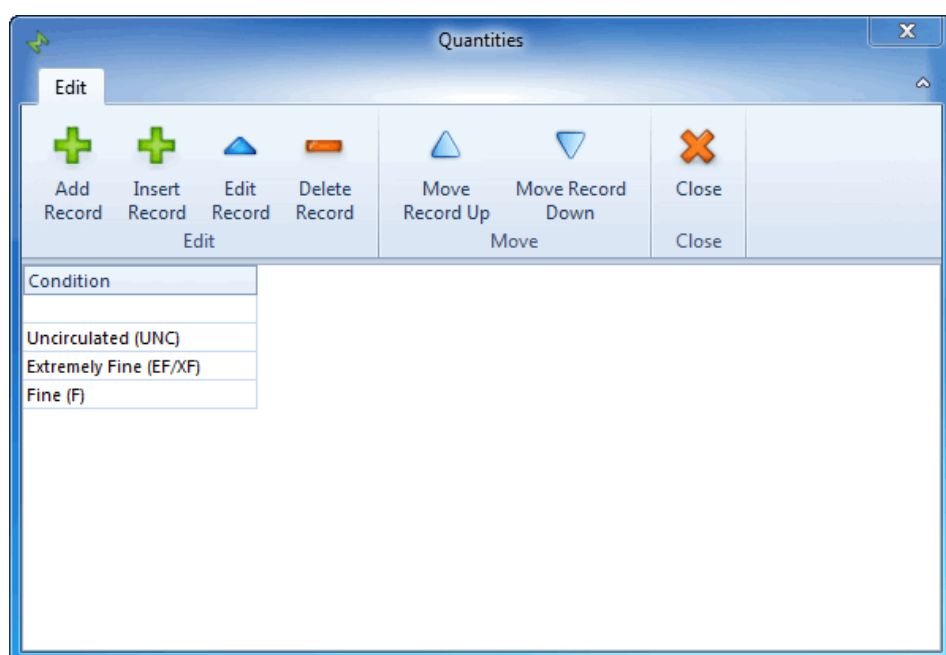 Quantities
Edit
Add Record
Insert Record
Edit Record
Delete Record
Move Record Up
Move Record Down
Close
Edit
Move
Close
Condition
Uncirculated (UNC)
Extremely Fine (EF/XF)
Fine (F)